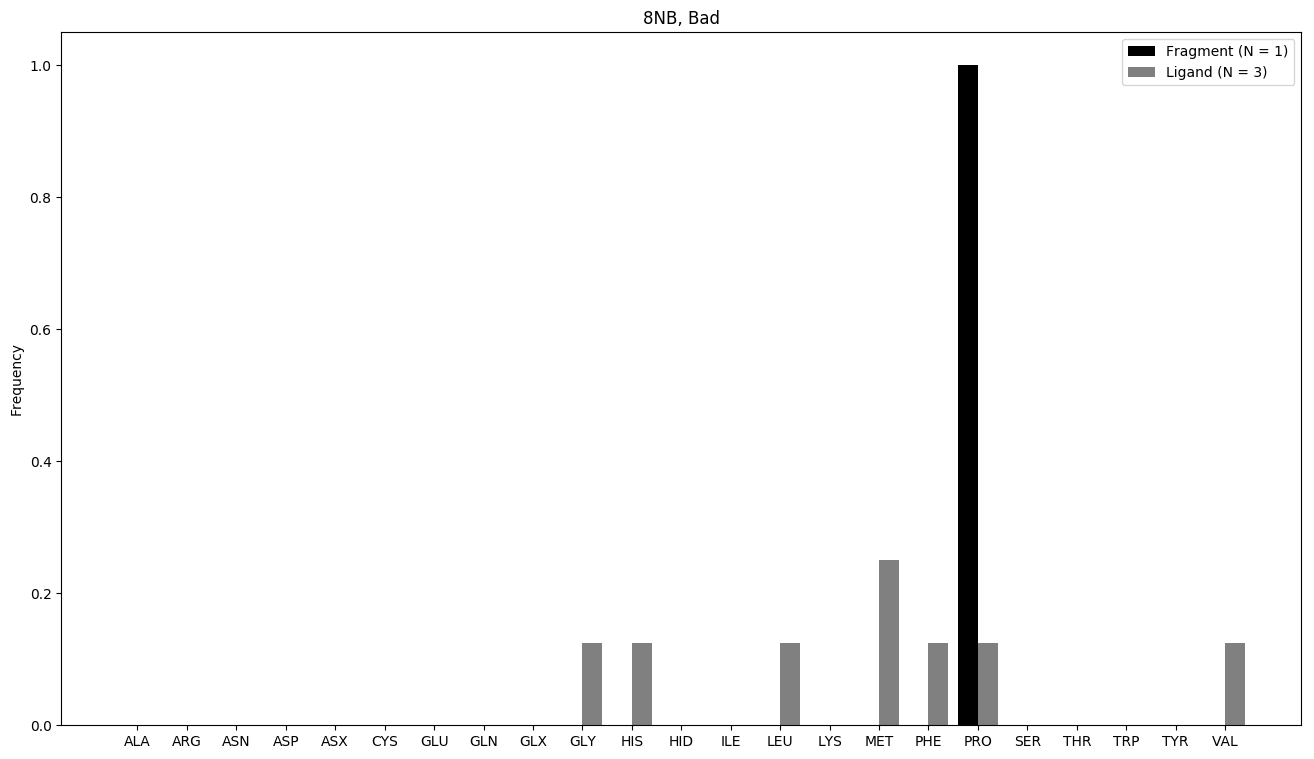 8NB, Bad
Fragment (N = 1)
Ligand (N = 3)
1.0
0.8
0.6
0.4
0.2
0.0
Frequency
ALA ARG ASN ASP ASX CYS GLU GLN GLX GLY HIS HID ILE LEU LYS MET PHE PRO SER THR TRP TYR VAL